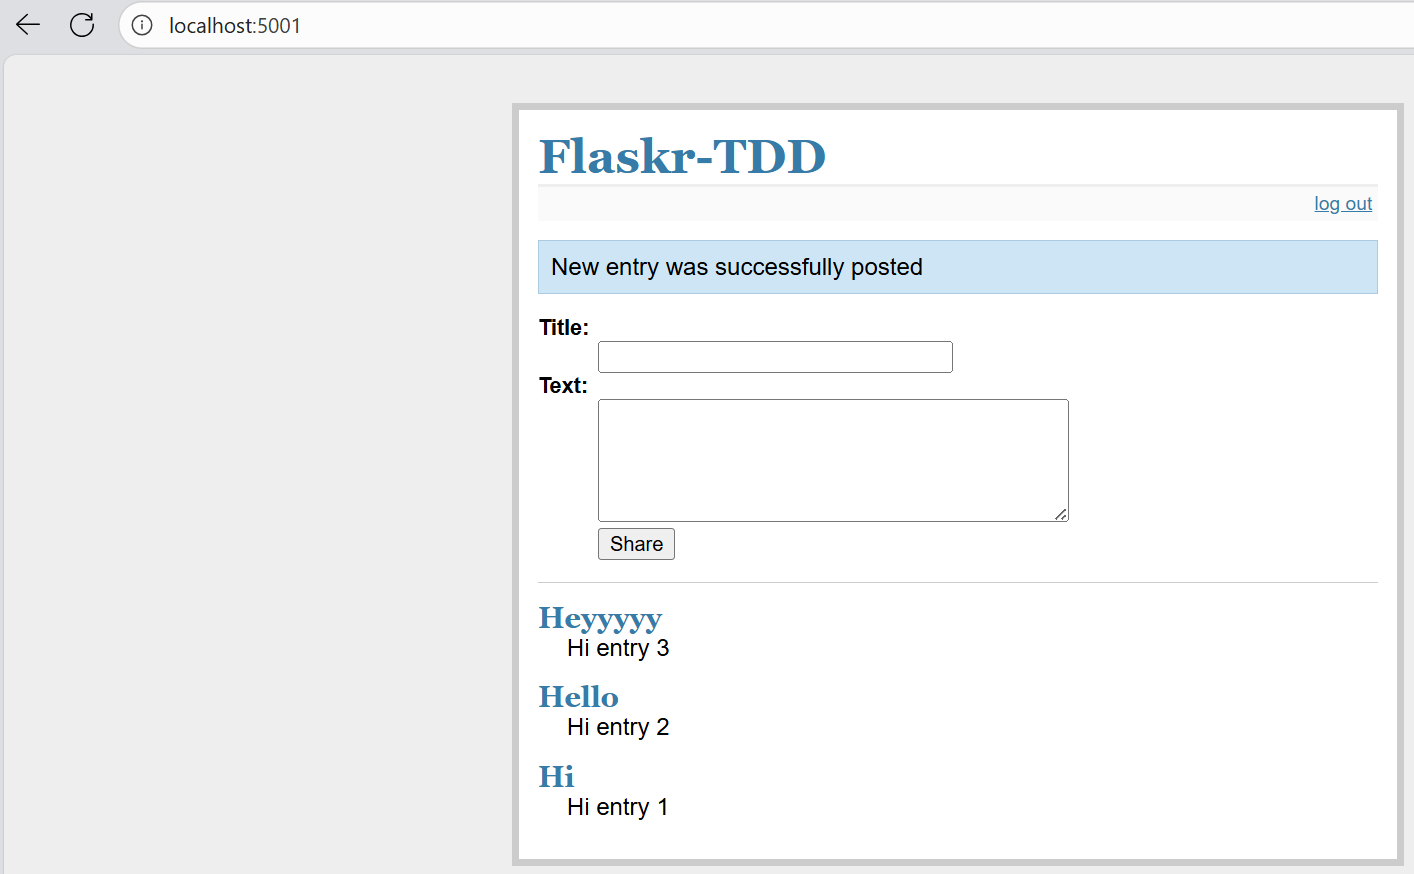 localhost:5001
Flaskr-TDD
log out
New entry was successfully posted
Title:
Text:
Share
Heyyyyy
Hi entry 3
Hello
Hi entry 2
Hi
Hi entry 1